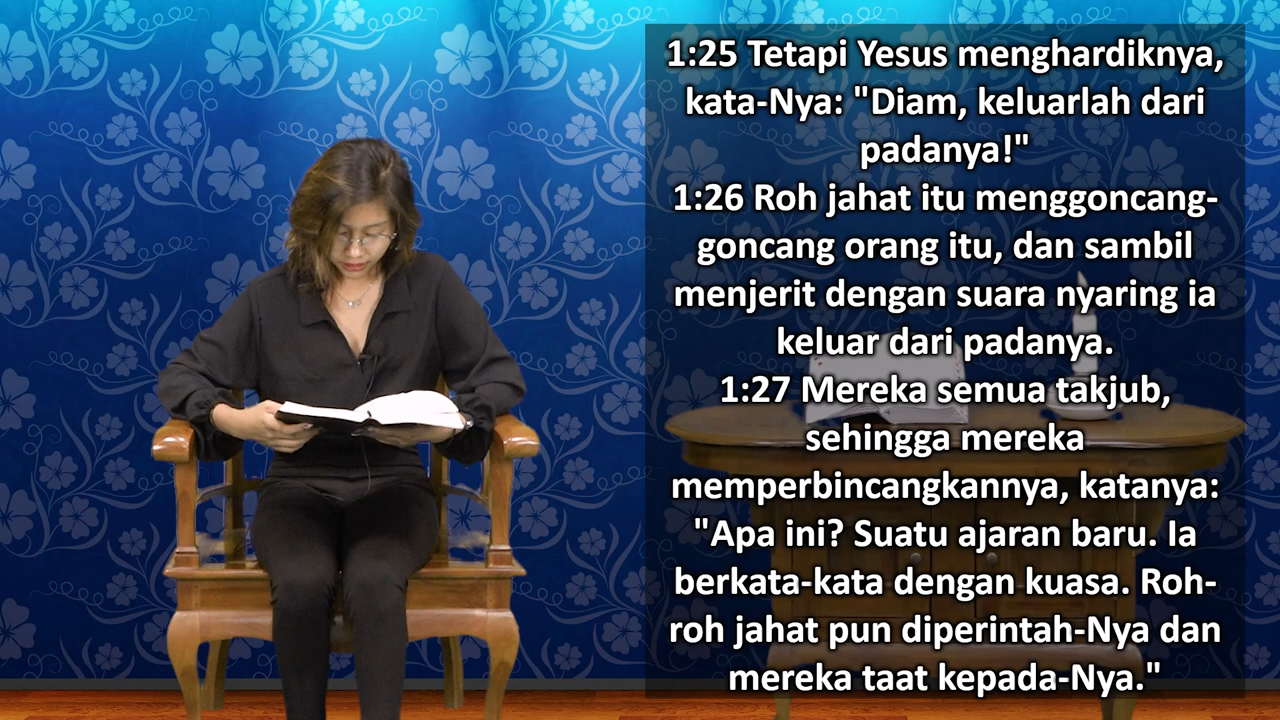 1:25 Tetapi Yesus menghardiknya,
kata-Nya: "Diam, keluarlah dari
padanya!"
1:26 Roh jahat itu menggoncang-
goncang orang itu, dan sambil
menjerit dengan suara nyaring ia
keluar dari padanya.
1:27 Mereka semua takjub,
sehingga mereka
memperbincangkannya, katanya:
"Apa ini? Suatu ajaran baru. Ia
berkata-kata dengan kuasa. Roh-
roh jahat pun diperintah-Nya dan
mereka taat kepada-Nya."